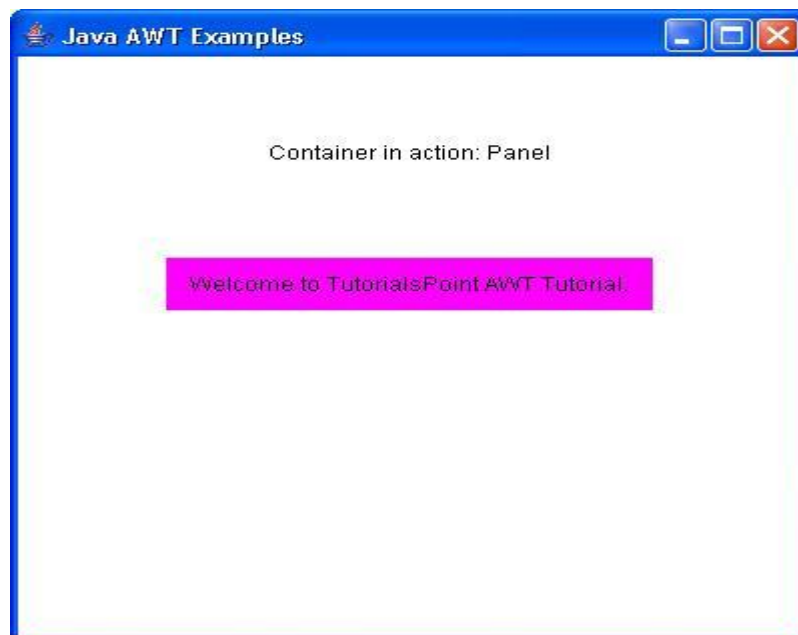 Java AWT Examples
Container in action: Panel
Welcome to TutorialsPoint AWT Tutorial.